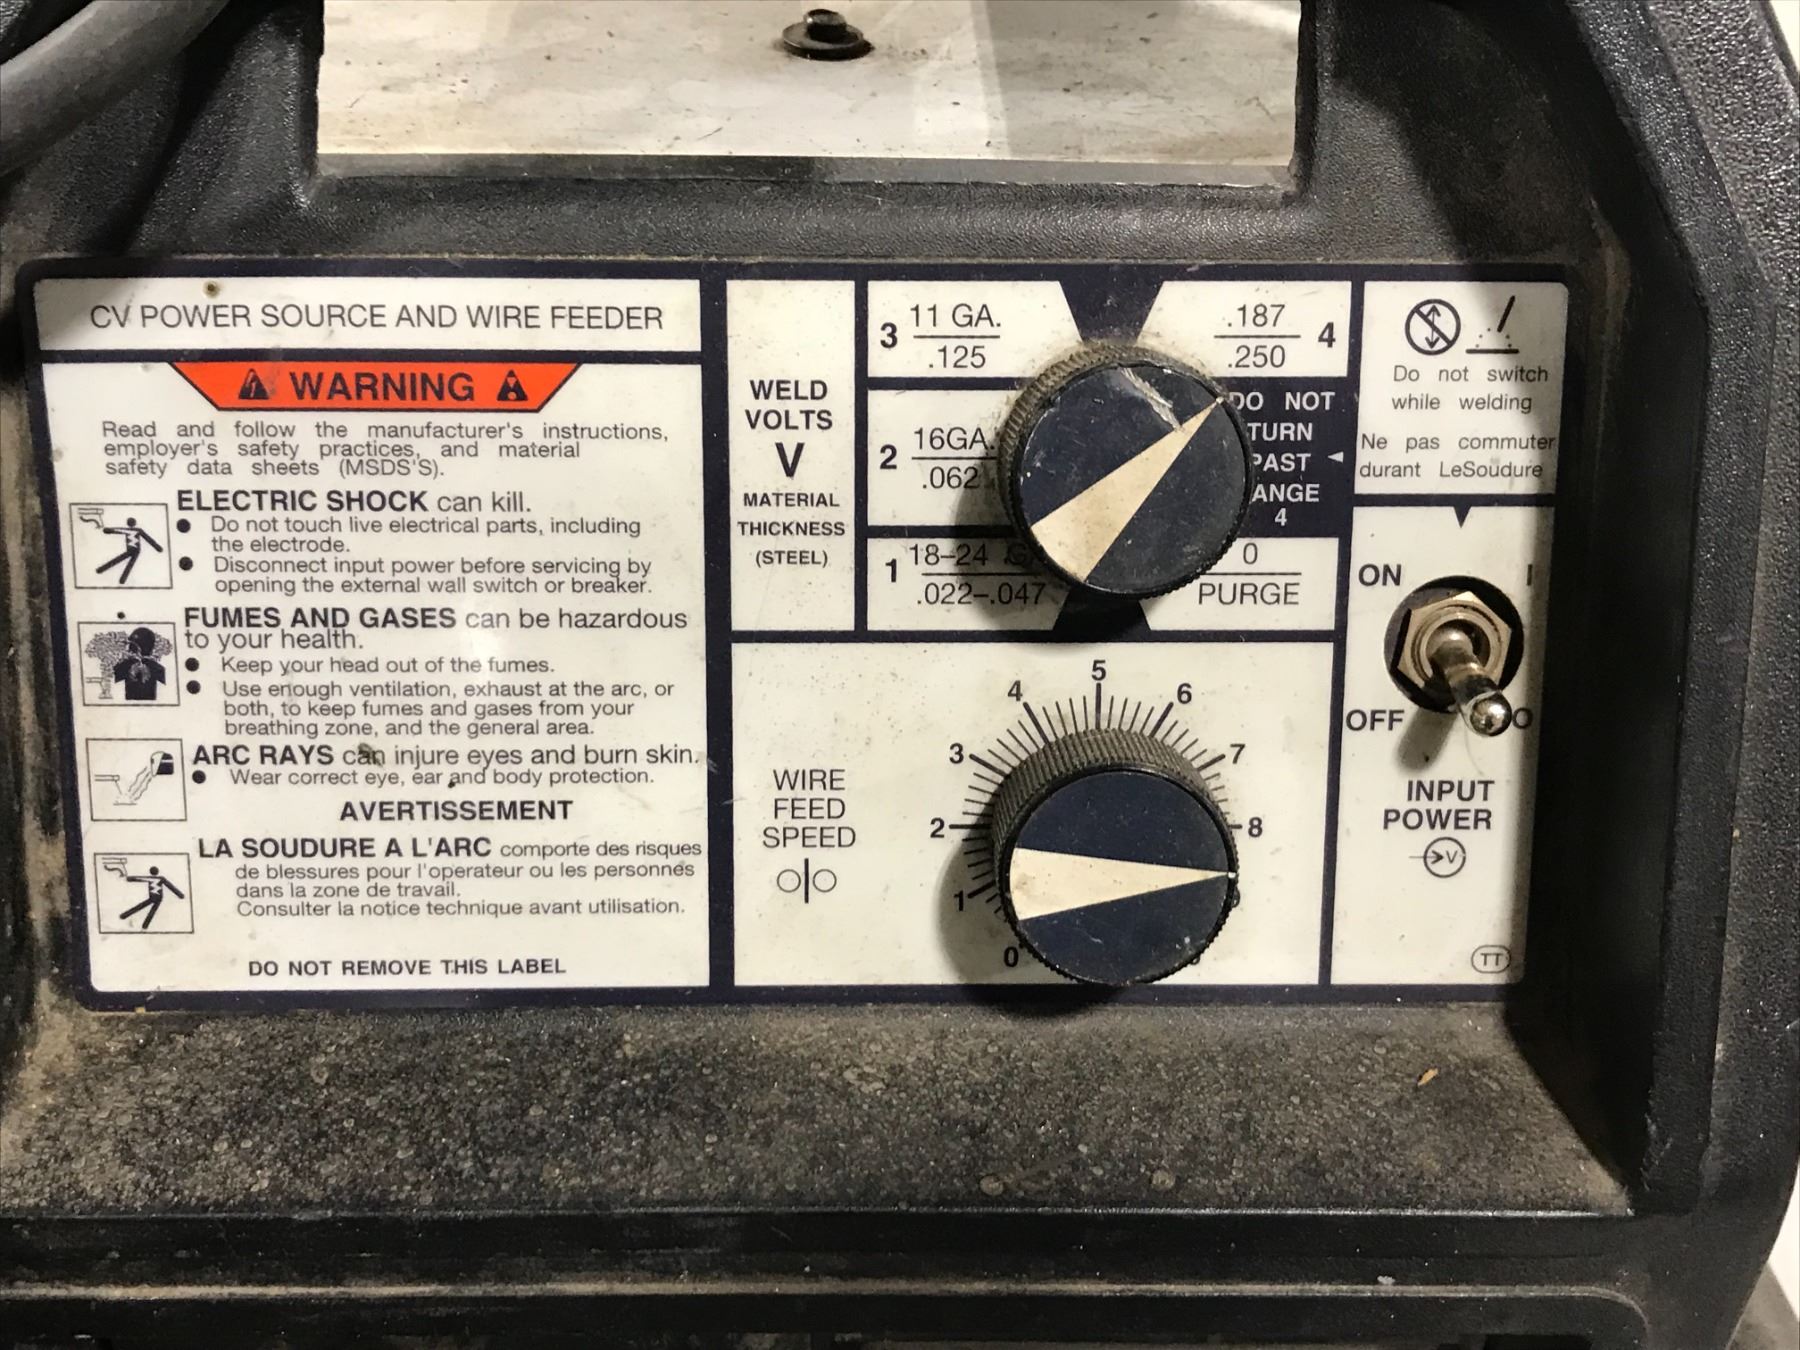 CV POWER SOURCE AND WIRE FEEDER
WARNING
Read and follow the manufacturer's instructions,
employer's safety practices, and material
safety data sheets (MSDS'S).
ELECTRIC SHOCK can kill.
● Do not touch live electrical parts, including
the electrode.
● Disconnect input power before servicing by
opening the external wall switch or breaker.
FUMES AND GASES can be hazardous
to your health.
● Keep your head out of the fumes.
● Use enough ventilation, exhaust at the arc, or
both, to keep fumes and gases from your
breathing zone, and the general area.
ARC RAYS can injure eyes and burn skin.
● Wear correct eye, ear and body protection.
AVERTISSEMENT
LA SOUDURE A L'ARC comporte des risques
de blessures pour l'operateur ou les personnes
dans la zone de travail.
Consulter la notice technique avant utilisation.
DO NOT REMOVE THIS LABEL
WELD
VOLTS
V
MATERIAL
THICKNESS
(STEEL)
3 11 GA.
.125
2 16GA.
.062
1 18-24 G
.022-.047
.187 4
.250
DO NOT
TURN
PAST
ANGE
4
0
PURGE
WIRE
FEED
SPEED
0
1
2
3
4
5
6
7
8
Do not switch
while welding
Ne pas commuter
durant LeSoudure
ON I
OFF O
INPUT
POWER
V
TT